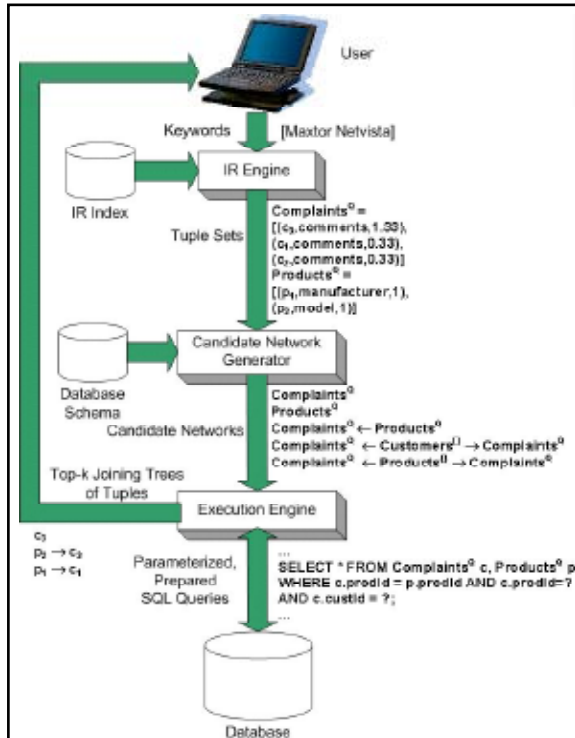 User
Keywords
[Maxtor Netvista]
IR Engine
IR Index
Tuple Sets
Complaints^Q =
[(c3,comments,1.33),
(c1,comments,0.33),
(c2,comments,0.33)]
Products^Q =
[(p1,manufacturer,1),
(p2,model,1)]
Candidate Network
Generator
Database
Schema
Candidate Networks
Complaints^Q
Products^Q
Complaints^Q ← Products^Q
Complaints^Q ← Customers^{} → Complaints^Q
Complaints^Q ← Products^{} → Complaints^Q
Top-k Joining Trees
of Tuples
Execution Engine
c3
p2 → c3
p1 → c1
Parameterized,
Prepared
SQL Queries
...
SELECT * FROM Complaints^Q c, Products^Q p
WHERE c.prodId = p.prodId AND c.prodId=?
AND c.custId = ?;
...
Database